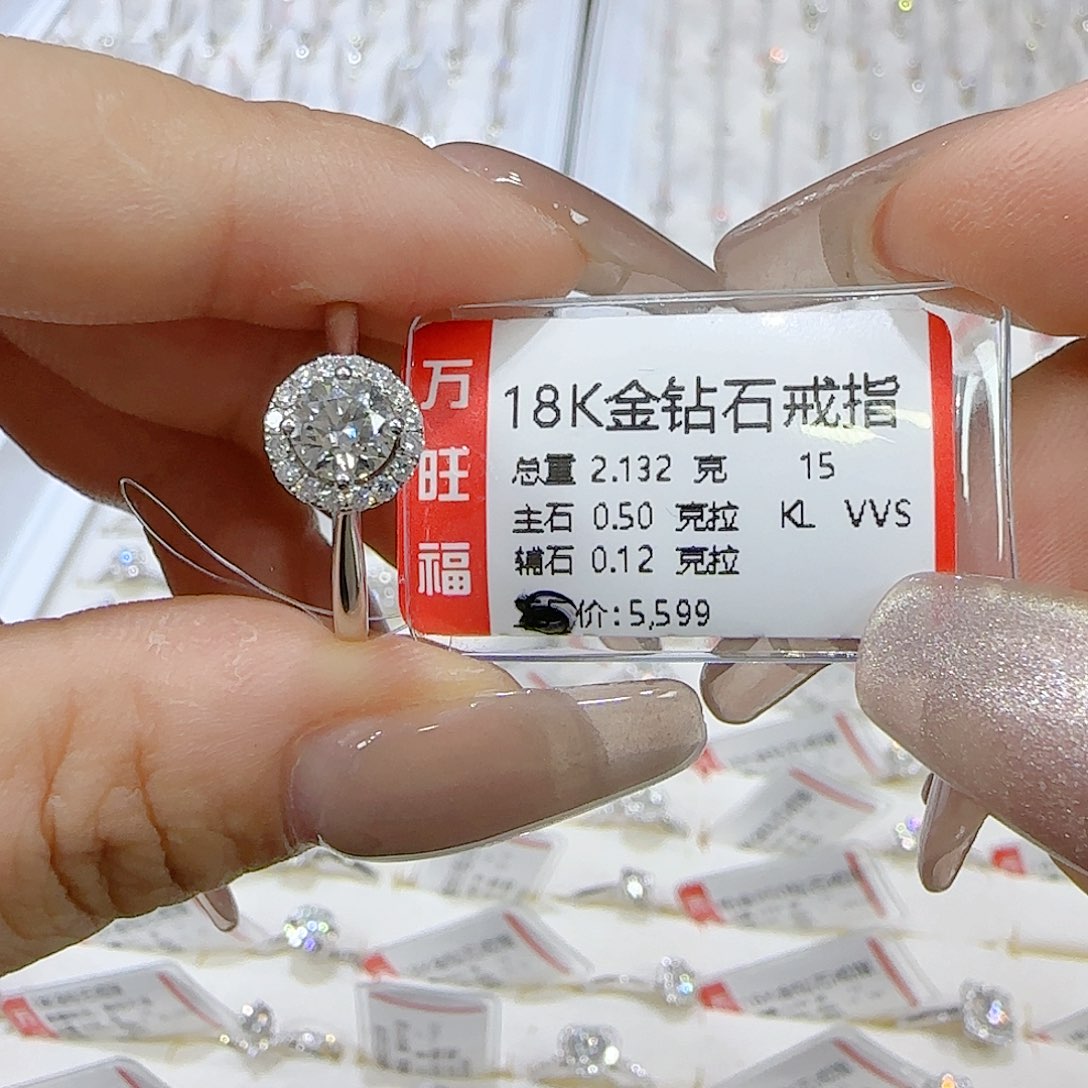 万旺福
18K金钻石戒指
总重 2.132 克 15
主石 0.50 克拉 KL VVS
辅石 0.12 克拉
价:5,599